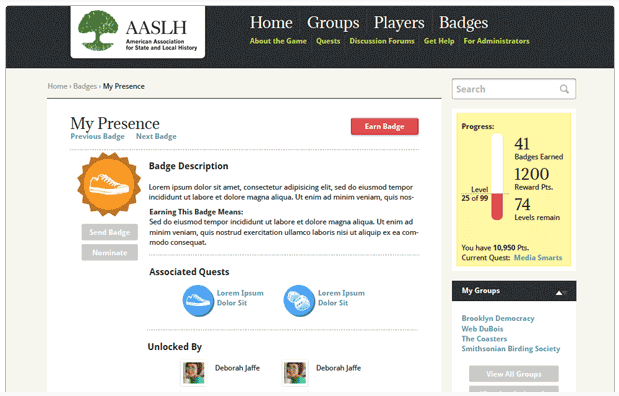 AASLH
American Association
for State and Local History
Home Groups Players Badges
About the Game Quests Discussion Forums Get Help For Administrators
Home › Badges › My Presence
Search
My Presence
Previous Badge Next Badge
Earn Badge
Badge Description
Lorem ipsum dolor sit amet, consectetur adipisicing elit, sed do eiusmod tempor
incididunt ut labore et dolore magna aliqua. Ut enim ad minim veniam, quis nos-
Earning This Badge Means:
Sed do eiusmod tempor incididunt ut labore et dolore magna aliqua. Ut enim ad
minim veniam, quis nostrud exercitation ullamco laboris nisi ut aliquip ex ea com-
modo consequat.
Send Badge
Nominate
Associated Quests
Lorem Ipsum
Dolor Sit
Lorem Ipsum
Dolor Sit
Unlocked By
Deborah Jaffe
Deborah Jaffe
Progress:
41
Badges Earned
1200
Reward Pts.
Level
25 of 99
74
Levels remain
You have 10,950 Pts.
Current Quest: Media Smarts
My Groups
Brooklyn Democracy
Web DuBois
The Coasters
Smithsonian Birding Society
View All Groups